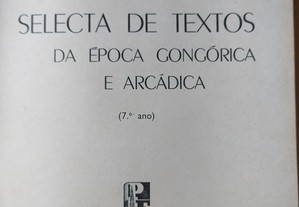 SELECTA DE TEXTOS
DA ÉPOCA GONGÓRICA
E ARCÁDICA
(7.º ano)